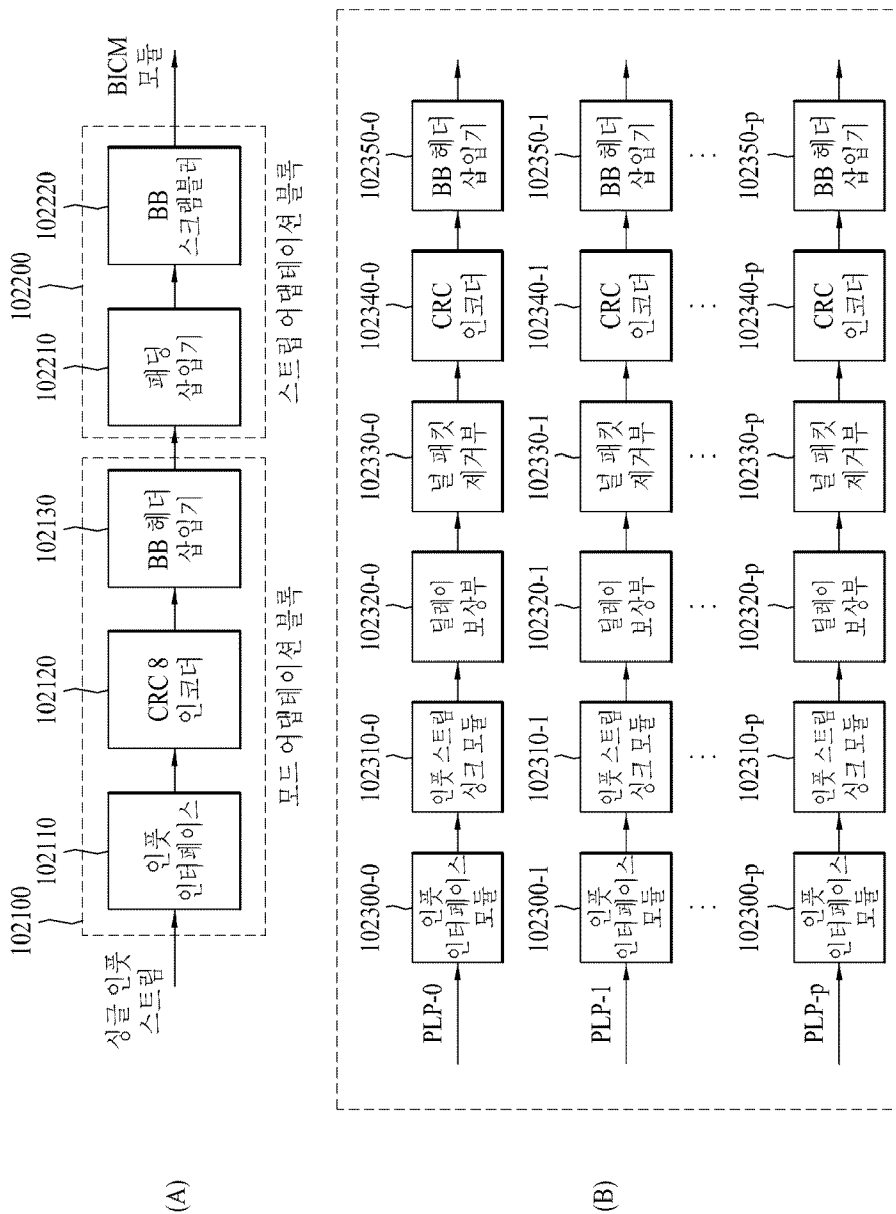 (A)
싱글 인풋
스트림
102100
102110
인풋
인터페이스
102120
CRC 8
인코더
102130
BB 헤더
삽입기
모드 어댑테이션 블록
102200
102210
패딩
삽입기
102220
BB
스크램블러
스트림 어댑테이션 블록
BICM
모듈
(B)
PLP-0
102300-0
인풋
인터페이스
모듈
102310-0
인풋 스트림
싱크 모듈
102320-0
딜레이
보상부
102330-0
널 패킷
제거부
102340-0
CRC
인코더
102350-0
BB 헤더
삽입기
PLP-1
102300-1
인풋
인터페이스
모듈
102310-1
인풋 스트림
싱크 모듈
102320-1
딜레이
보상부
102330-1
널 패킷
제거부
102340-1
CRC
인코더
102350-1
BB 헤더
삽입기
...
...
...
...
...
...
PLP-p
102300-p
인풋
인터페이스
모듈
102310-p
인풋 스트림
싱크 모듈
102320-p
딜레이
보상부
102330-p
널 패킷
제거부
102340-p
CRC
인코더
102350-p
BB 헤더
삽입기